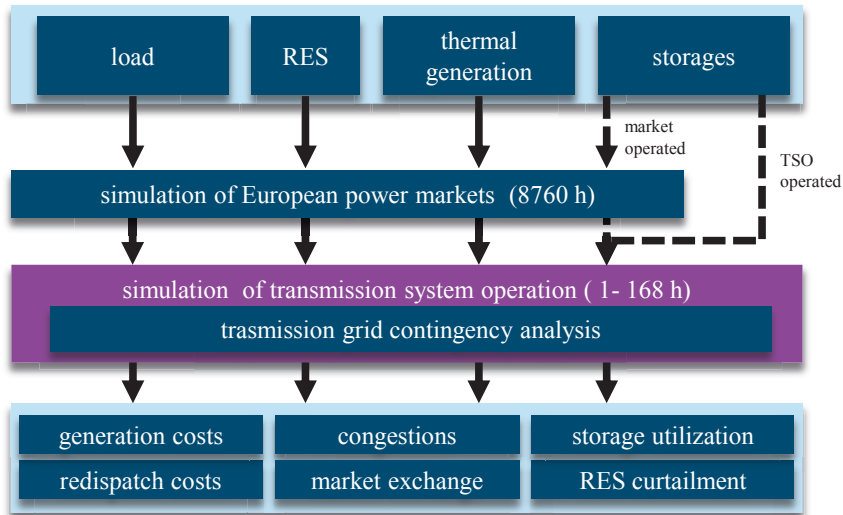 load
RES
thermal
generation
storages
market
operated
TSO
operated
simulation of European power markets (8760 h)
simulation of transmission system operation ( 1- 168 h)
trasmission grid contingency analysis
generation costs
congestions
storage utilization
redispatch costs
market exchange
RES curtailment